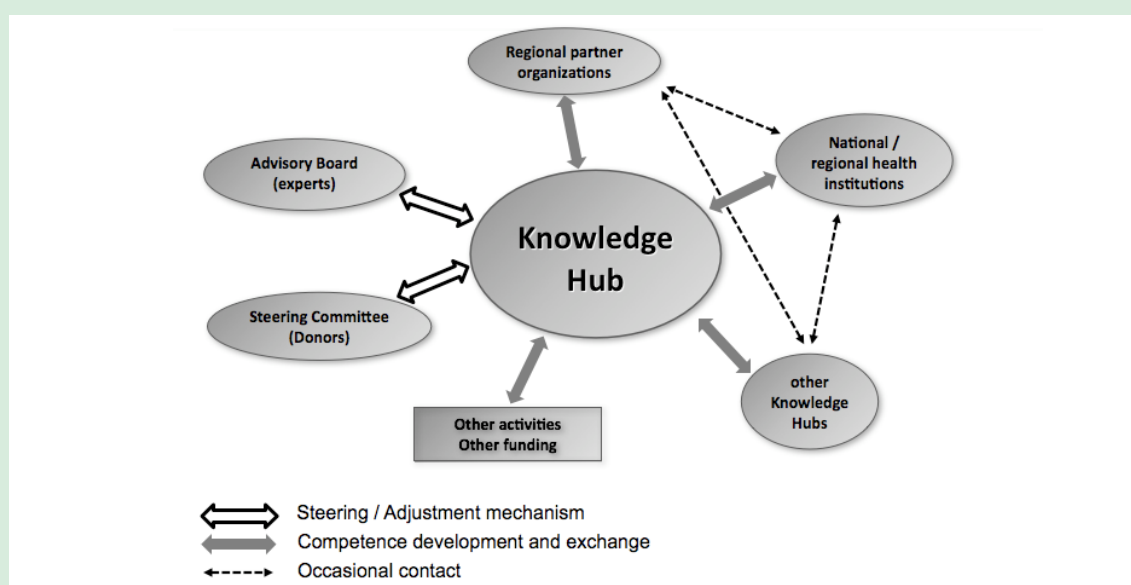 Regional partner
organizations
National /
regional health
institutions
Advisory Board
(experts)
Knowledge
Hub
Steering Committee
(Donors)
other
Knowledge
Hubs
Other activities
Other funding
Steering / Adjustment mechanism
Competence development and exchange
Occasional contact